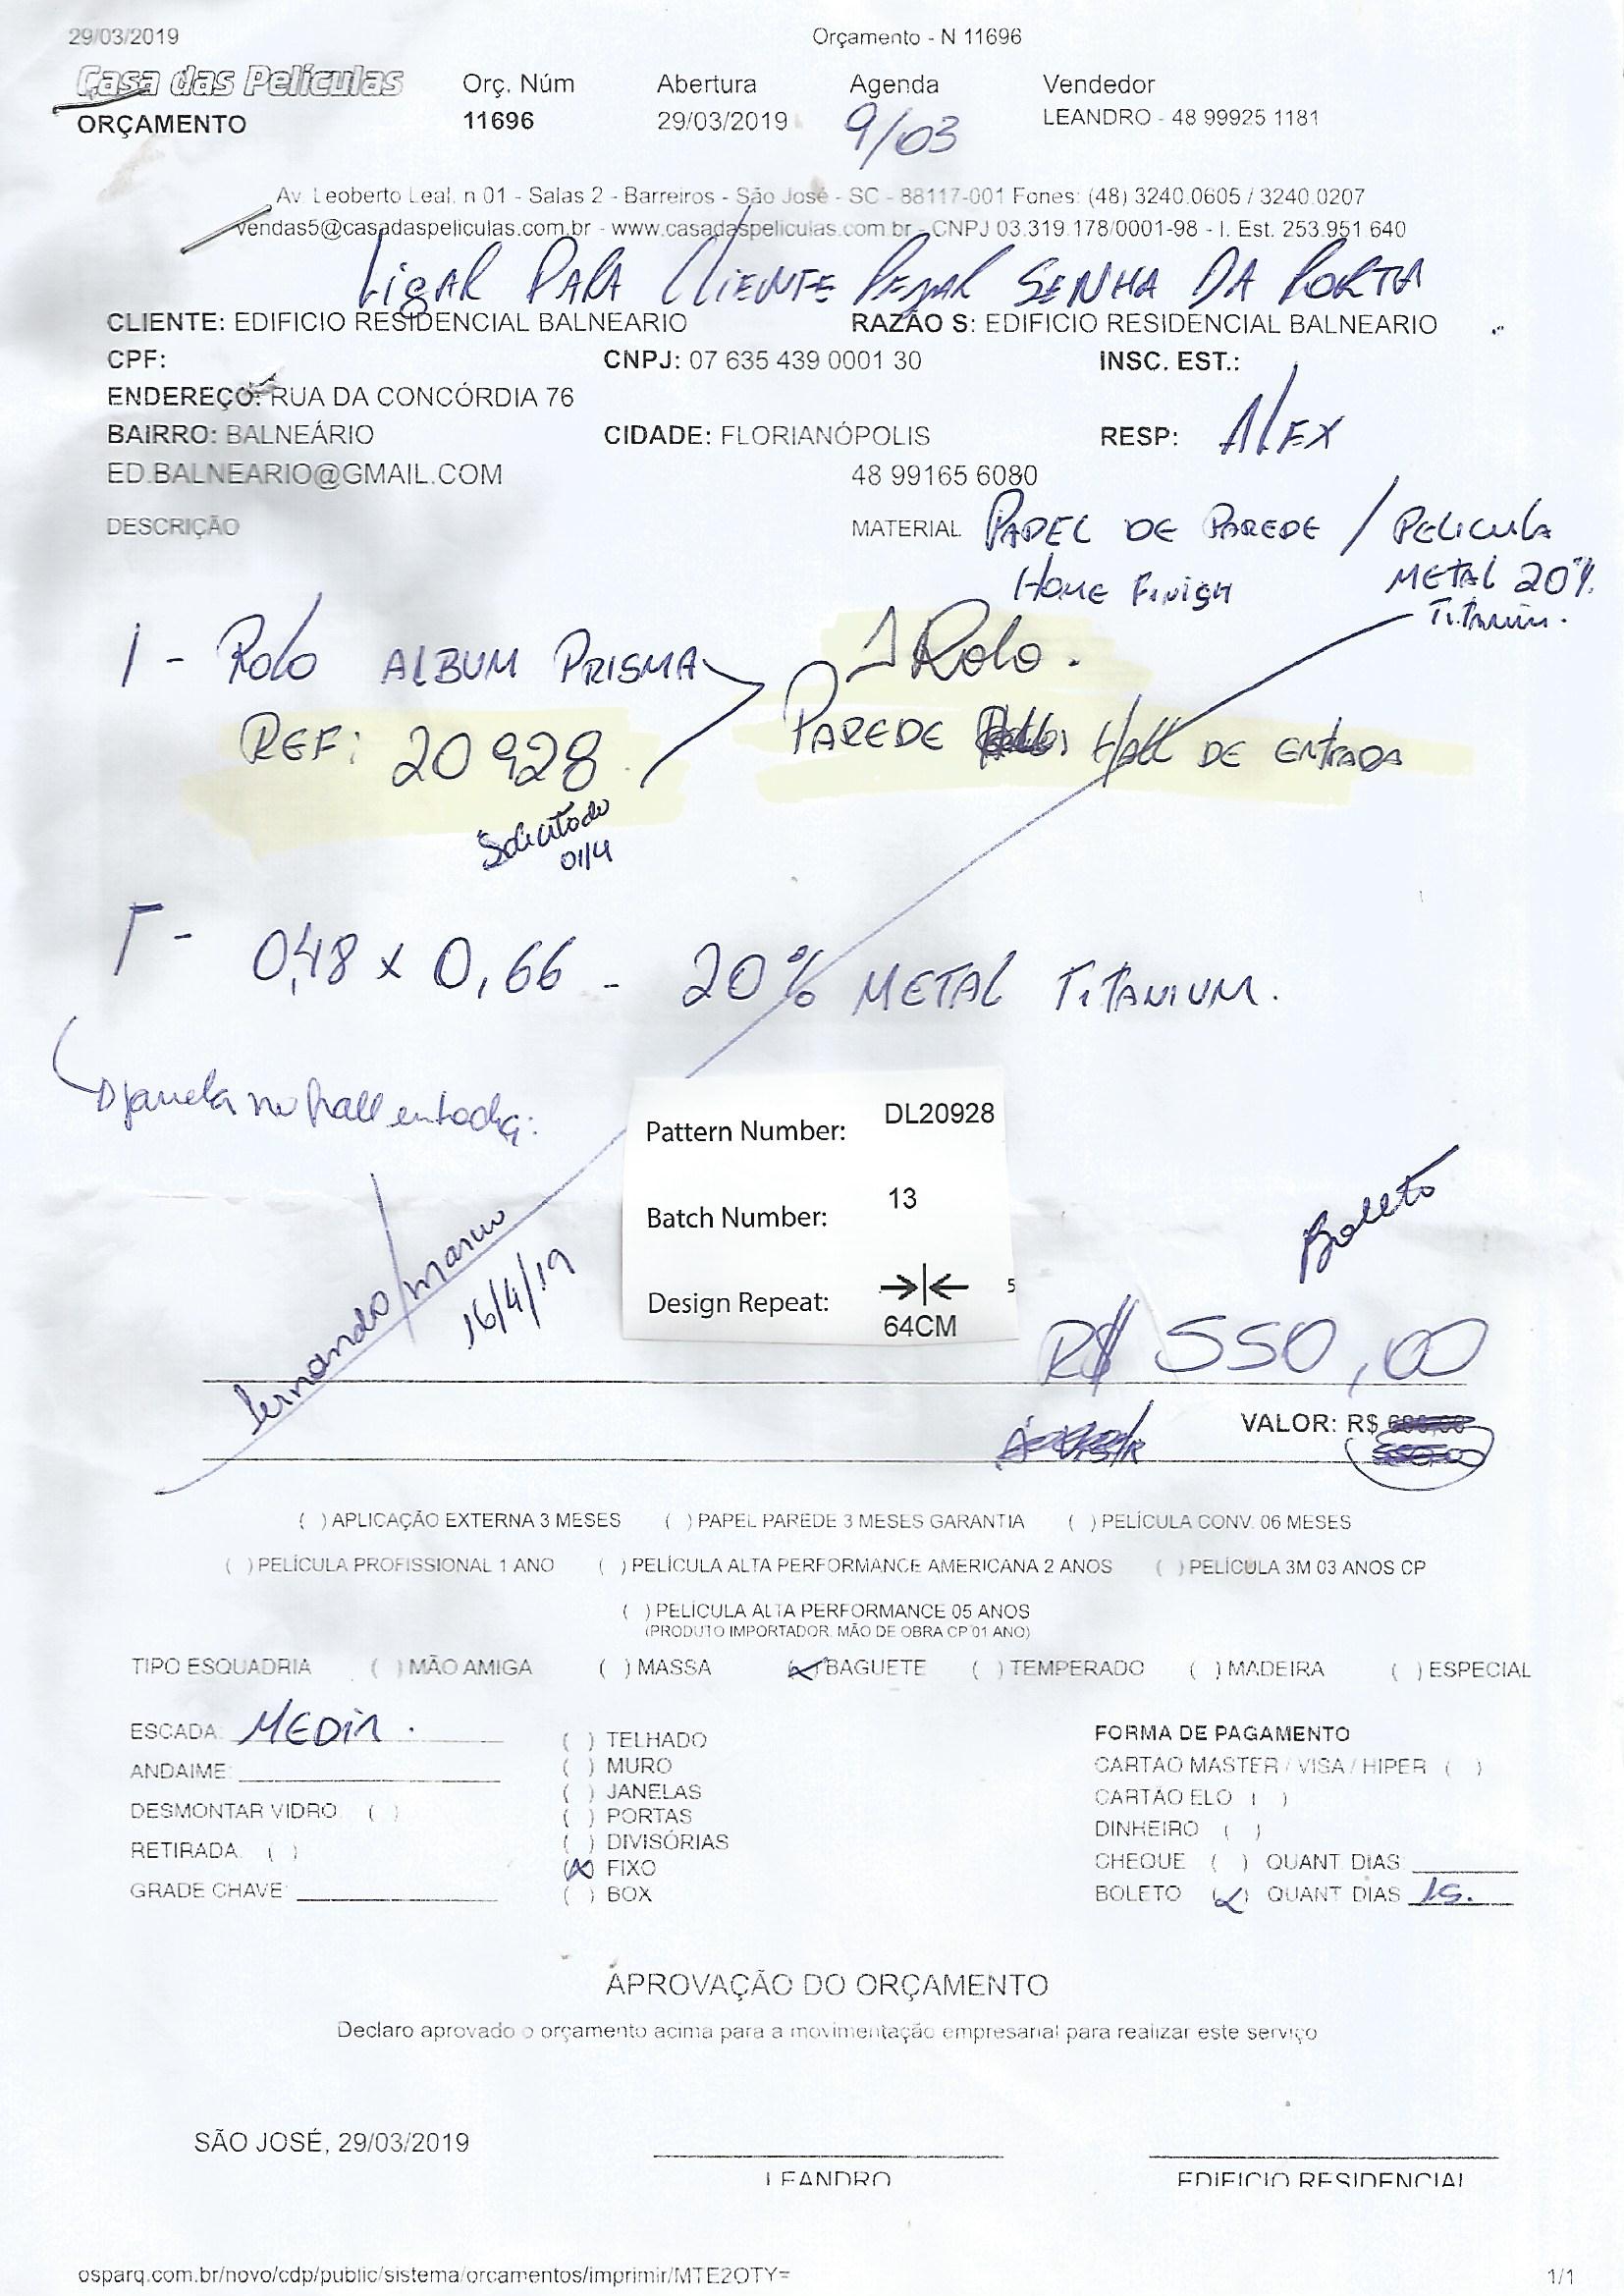 29/03/2019 Orçamento - N 11696
Casa das Películas Orç. Núm Abertura Agenda Vendedor
ORÇAMENTO 11696 29/03/2019 9/03 LEANDRO - 48 99925 1181
Av. Leoberto Leal, n 01 - Salas 2 - Barreiros - São José - SC - 88117-001 Fones: (48) 3240.0605 / 3240.0207
vendas5@casadaspeliculas.com.br - www.casadaspeliculas.com.br - CNPJ 03.319.178/0001-98 - I. Est. 253.951.640
LIGAR PARA CLIENTE PEGAR SENHA DA PORTA
CLIENTE: EDIFICIO RESIDENCIAL BALNEARIO RAZÃO S: EDIFICIO RESIDENCIAL BALNEARIO
CPF: CNPJ: 07 635 439 0001 30 INSC. EST.:
ENDEREÇO: RUA DA CONCÓRDIA 76
BAIRRO: BALNEÁRIO CIDADE: FLORIANÓPOLIS RESP: ALEX
ED.BALNEARIO@GMAIL.COM 48 99165 6080
DESCRIÇÃO MATERIAL PAPEL DE PAREDE / PELICULA
HOME FINISH METAL 20%
TITANIUM.
1 - ROLO ALBUM PRISMA 1 ROLO.
REF: 20928 PAREDE HALL DE ENTRADA
Solicitado
01/4
1 - 0,48 x 0,66 - 20% METAL TITANIUM.
janela no hall entrada.
Pattern Number: DL20928
Batch Number: 13
Design Repeat: →|← 5
64CM
Boleto
fernando/marcio
16/4/19
R$ 550,00
VALOR: R$
( ) APLICAÇÃO EXTERNA 3 MESES ( ) PAPEL PAREDE 3 MESES GARANTIA ( ) PELÍCULA CONV. 06 MESES
( ) PELÍCULA PROFISSIONAL 1 ANO ( ) PELÍCULA ALTA PERFORMANCE AMERICANA 2 ANOS ( ) PELÍCULA 3M 03 ANOS CP
( ) PELÍCULA ALTA PERFORMANCE 05 ANOS
(PRODUTO IMPORTADOR, MÃO DE OBRA CP 01 ANO)
TIPO ESQUADRIA ( ) MÃO AMIGA ( ) MASSA (X) BAGUETE ( ) TEMPERADO ( ) MADEIRA ( ) ESPECIAL
ESCADA: MEDIA. ( ) TELHADO FORMA DE PAGAMENTO
( ) MURO CARTÃO MASTER / VISA / HIPER ( )
ANDAIME: ( ) JANELAS CARTÃO ELO ( )
DESMONTAR VIDRO ( ) ( ) PORTAS DINHEIRO ( )
RETIRADA: ( ) ( ) DIVISÓRIAS
(X) FIXO CHEQUE ( ) QUANT DIAS:
GRADE CHAVE: ( ) BOX BOLETO (X) QUANT DIAS 15.
APROVAÇÃO DO ORÇAMENTO
Declaro aprovado o orçamento acima para a movimentação empresarial para realizar este serviço
SÃO JOSÉ, 29/03/2019
LEANDRO EDIFICIO RESIDENCIAL
osparq.com.br/novo/cdp/public/sistema/orcamentos/imprimir/MTE2OTY= 1/1